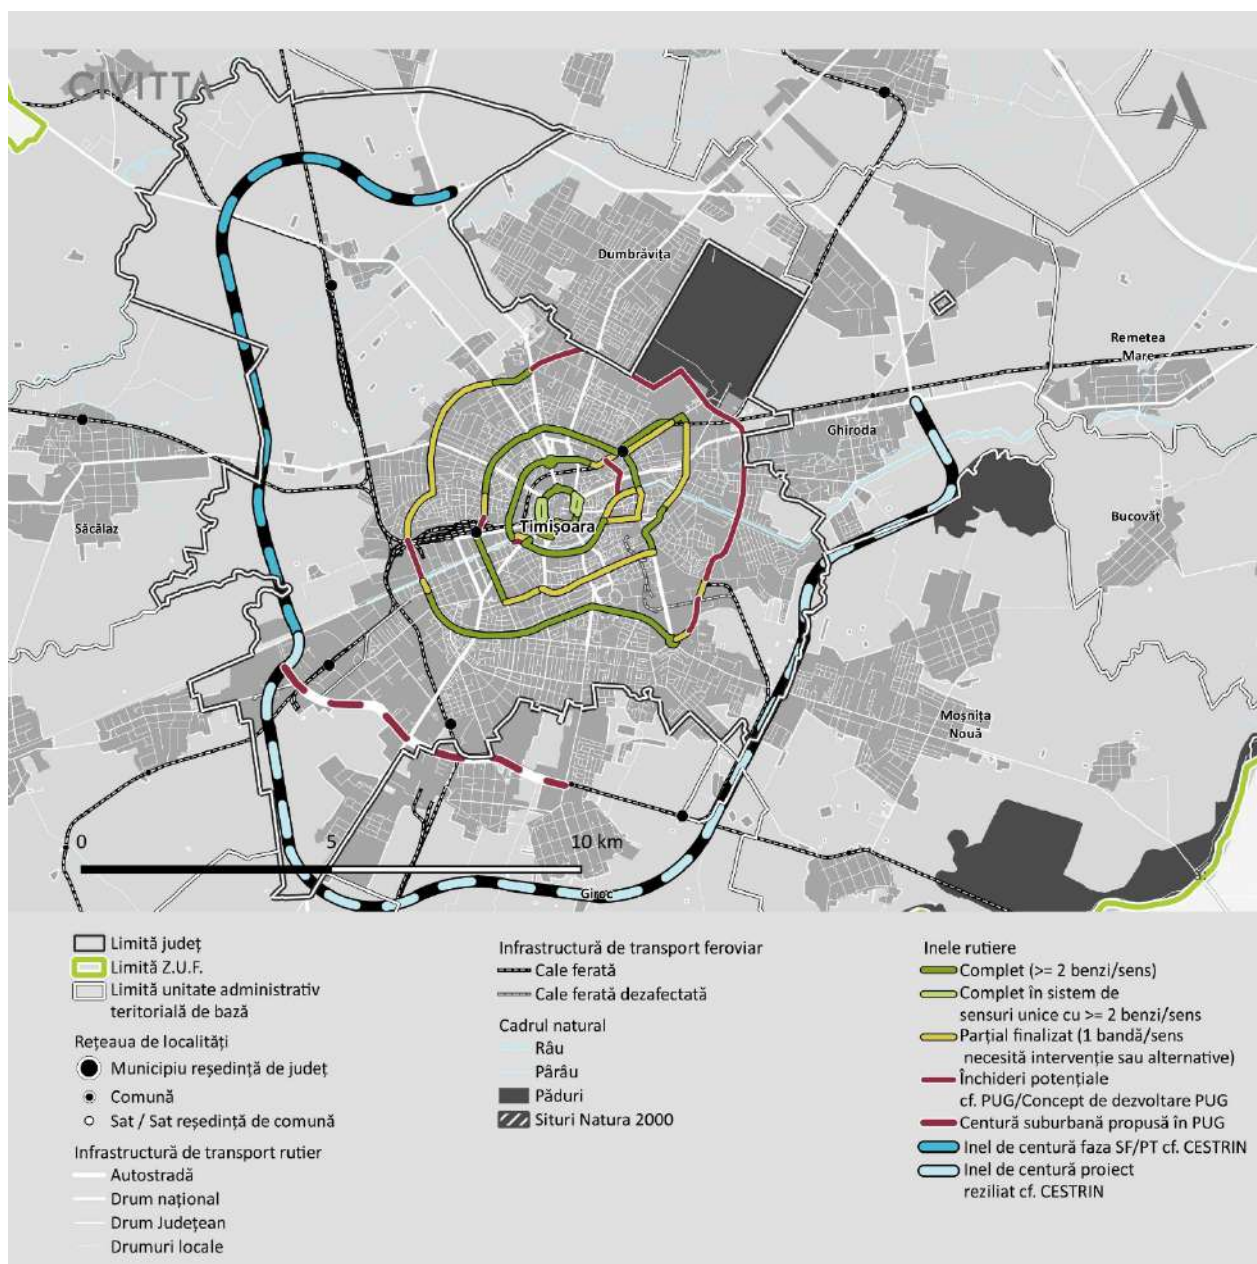 CIVITTA
Dumbrăvița
Remetea
Mare
Ghiroda
Săcălaz
Timișoara
Bucovăț
Moșnița
Nouă
0 5 10 km
Giroc
Limită județ
Limită Z.U.F.
Limită unitate administrativ
teritorială de bază
Rețeaua de localități
Municipiu reședință de județ
Comună
Sat / Sat reședință de comună
Infrastructură de transport rutier
Autostradă
Drum național
Drum Județean
Drumuri locale
Infrastructură de transport feroviar
Cale ferată
Cale ferată dezafectată
Cadrul natural
Râu
Pârâu
Păduri
Situri Natura 2000
Inele rutiere
Complet (>= 2 benzi/sens)
Complet în sistem de
sensuri unice cu >= 2 benzi/sens
Parțial finalizat (1 bandă/sens
necesită intervenție sau alternative)
Închideri potențiale
cf. PUG/Concept de dezvoltare PUG
Centură suburbană propusă în PUG
Inel de centură faza SF/PT cf. CESTRIN
Inel de centură proiect
reziliat cf. CESTRIN